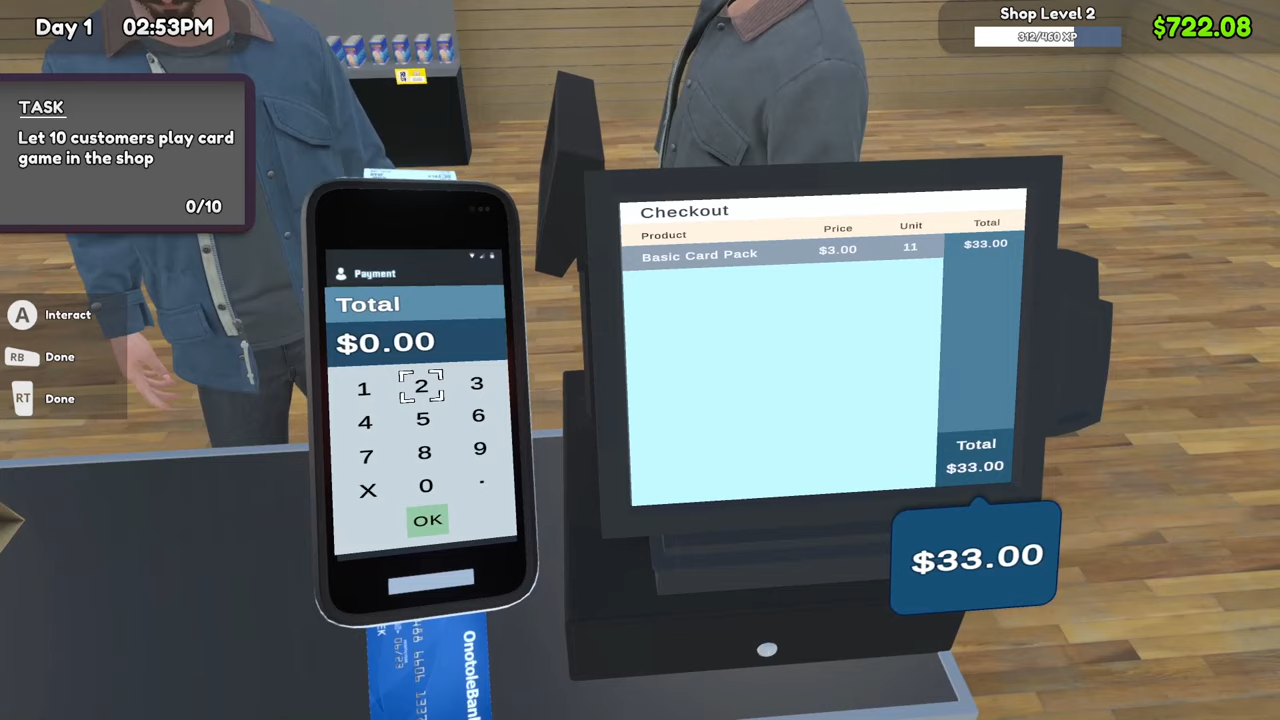 Day 1 02:53PM
Shop Level 2
312/460 XP
$722.08
TASK
Let 10 customers play card
game in the shop
0/10
A Interact
RB Done
RT Done
Payment
Total
$0.00
1 2 3
4 5 6
7 8 9
X 0 .
OK
Checkout
Product Price Unit Total
Basic Card Pack $3.00 11 $33.00
Total
$33.00
$33.00
OnotoleBank
06/23